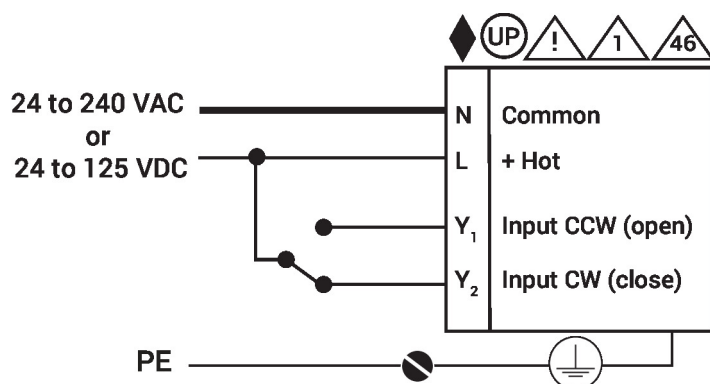 UP ! 1 46
24 to 240 VAC
or
24 to 125 VDC
N Common
L + Hot
Y₁ Input CCW (open)
Y₂ Input CW (close)
PE